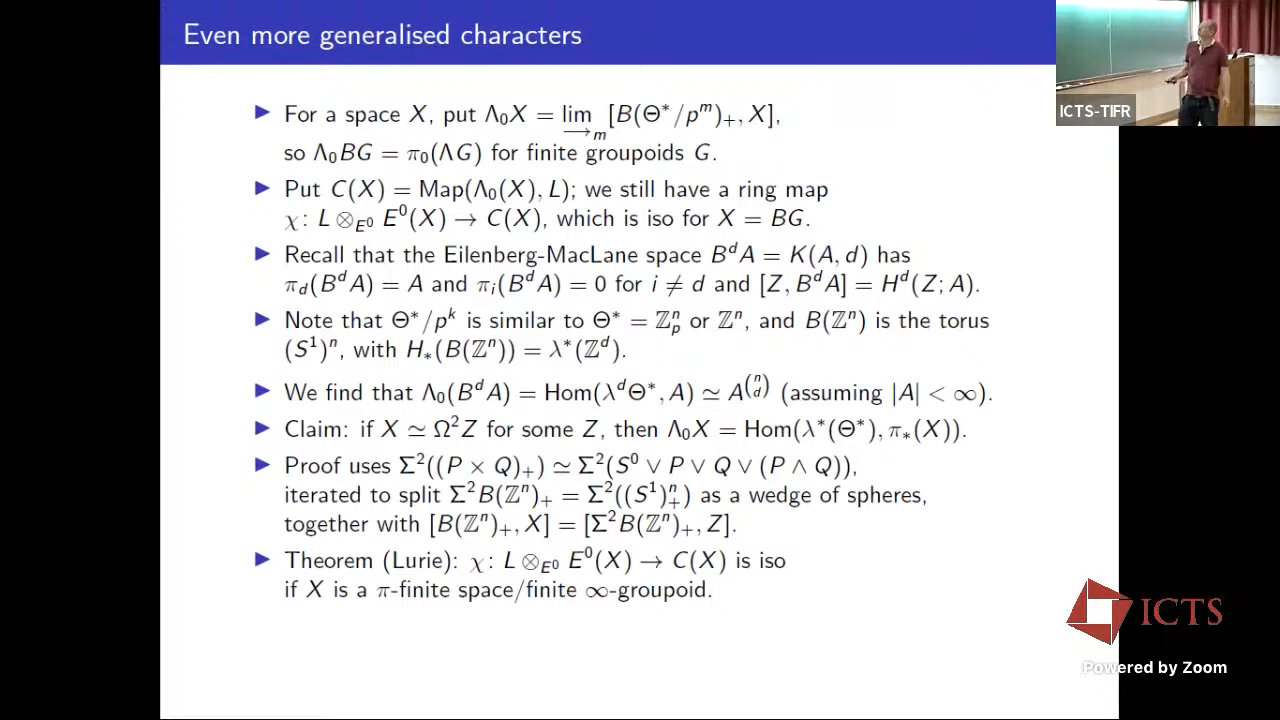 Even more generalised characters
▶ For a space X, put Λ₀X = lim→ₘ [B(Θ*/pᵐ)₊, X],
so Λ₀BG = π₀(ΛG) for finite groupoids G.
▶ Put C(X) = Map(Λ₀(X), L); we still have a ring map
χ: L ⊗_{E⁰} E⁰(X) → C(X), which is iso for X = BG.
▶ Recall that the Eilenberg-MacLane space BᵈA = K(A, d) has
π_d(BᵈA) = A and πᵢ(BᵈA) = 0 for i ≠ d and [Z, BᵈA] = Hᵈ(Z; A).
▶ Note that Θ*/pᵏ is similar to Θ* = ℤₚⁿ or ℤⁿ, and B(ℤⁿ) is the torus
(S¹)ⁿ, with H_*(B(ℤⁿ)) = λ*(ℤᵈ).
▶ We find that Λ₀(BᵈA) = Hom(λᵈΘ*, A) ≃ A^{(n d)} (assuming |A| < ∞).
▶ Claim: if X ≃ Ω²Z for some Z, then Λ₀X = Hom(λ*(Θ*), π_*(X)).
▶ Proof uses Σ²((P × Q)₊) ≃ Σ²(S⁰ ∨ P ∨ Q ∨ (P ∧ Q)),
iterated to split Σ²B(ℤⁿ)₊ = Σ²((S¹)ⁿ₊) as a wedge of spheres,
together with [B(ℤⁿ)₊, X] = [Σ²B(ℤⁿ)₊, Z].
▶ Theorem (Lurie): χ: L ⊗_{E⁰} E⁰(X) → C(X) is iso
if X is a π-finite space/finite ∞-groupoid.
ICTS-TIFR
ICTS
Powered by Zoom